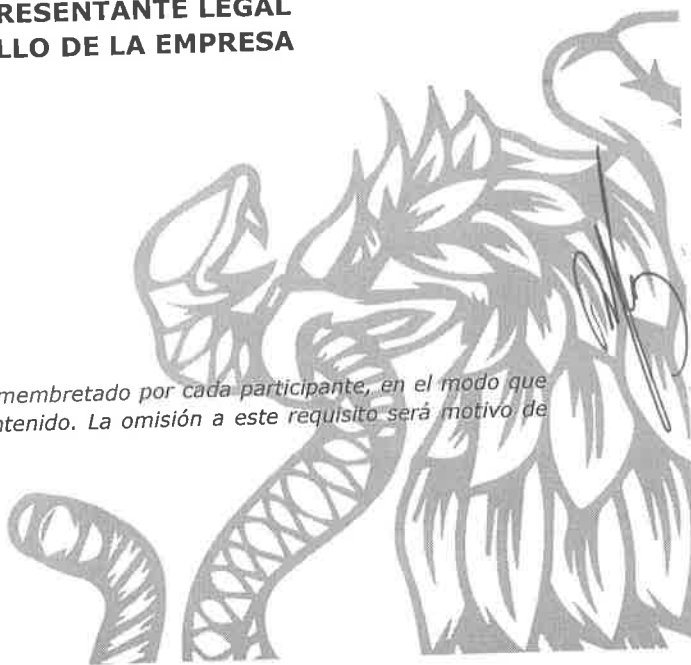 RESENTANTE LEGAL
LLO DE LA EMPRESA
membretado por cada participante, en el modo que
ntenido. La omisión a este requisito será motivo de